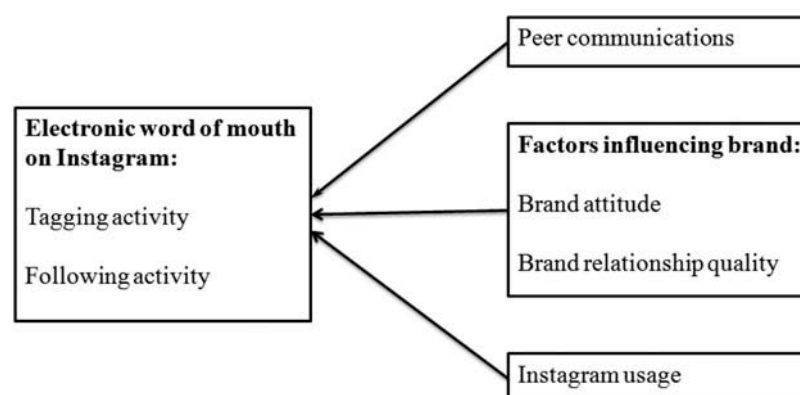 Peer communications
Electronic word of mouth
on Instagram:
Tagging activity
Following activity
Factors influencing brand:
Brand attitude
Brand relationship quality
Instagram usage